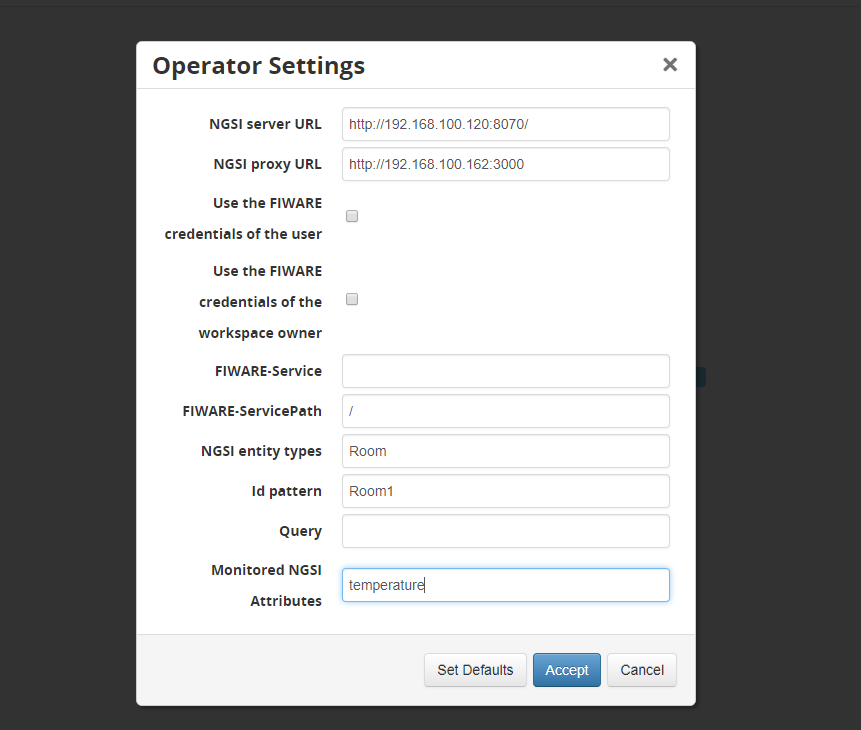 Operator Settings
NGSI server URL
http://192.168.100.120:8070/
NGSI proxy URL
http://192.168.100.162:3000
Use the FIWARE
credentials of the user
Use the FIWARE
credentials of the
workspace owner
FIWARE-Service
FIWARE-ServicePath
/
NGSI entity types
Room
Id pattern
Room1
Query
Monitored NGSI
Attributes
temperature
Set Defaults
Accept
Cancel